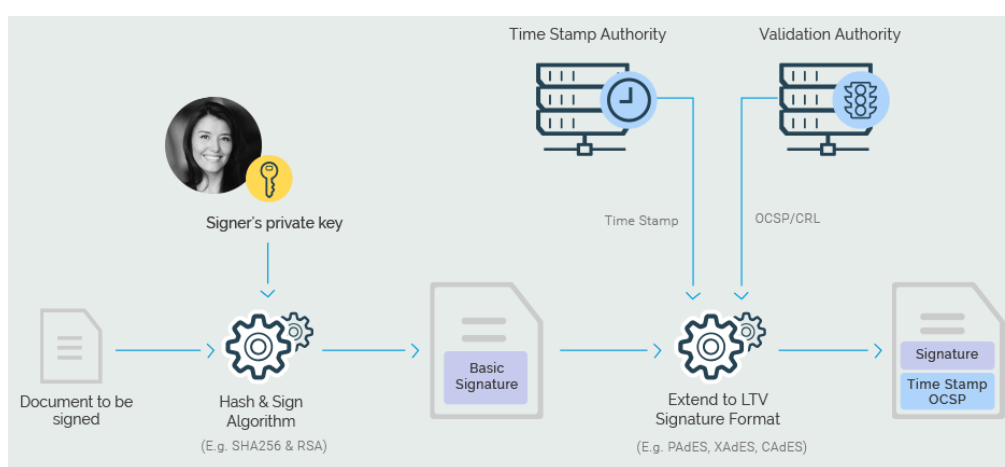 Time Stamp Authority
Validation Authority
Signer's private key
Time Stamp
OCSP/CRL
Document to be
signed
Hash & Sign
Algorithm
(E.g. SHA256 & RSA)
Basic
Signature
Extend to LTV
Signature Format
(E.g. PAdES, XAdES, CAdES)
Signature
Time Stamp
OCSP